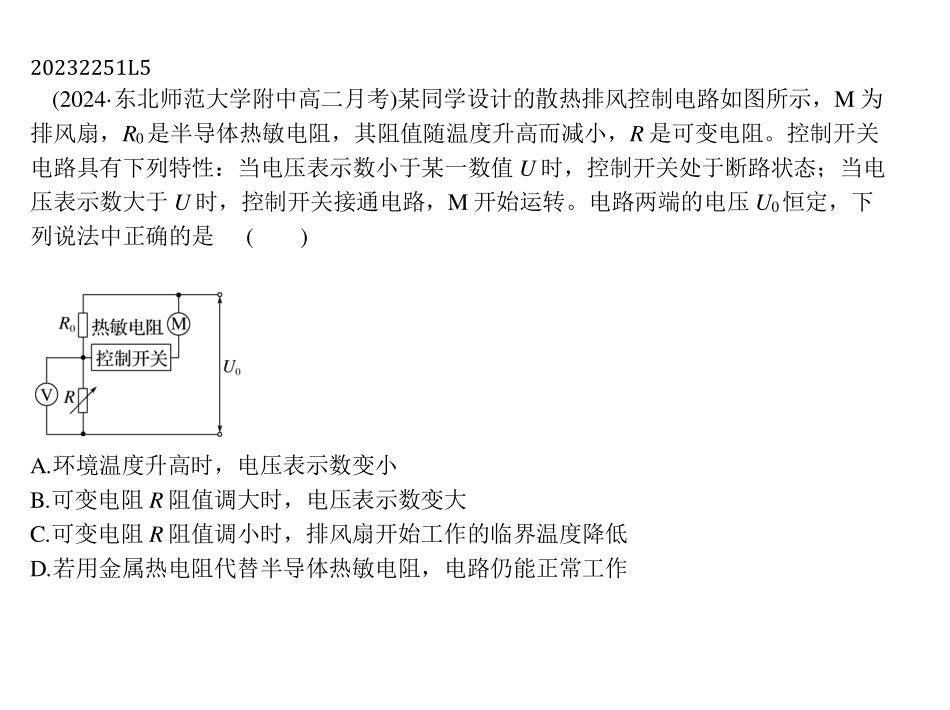 20232251L5
(2024·东北师范大学附中高二月考)某同学设计的散热排风控制电路如图所示，M 为
排风扇，R0 是半导体热敏电阻，其阻值随温度升高而减小，R 是可变电阻。控制开关
电路具有下列特性：当电压表示数小于某一数值 U 时，控制开关处于断路状态；当电
压表示数大于 U 时，控制开关接通电路，M 开始运转。电路两端的电压 U0 恒定，下
列说法中正确的是 ( )
R0 热敏电阻 M
控制开关
U0
V R
A.环境温度升高时，电压表示数变小
B.可变电阻 R 阻值调大时，电压表示数变大
C.可变电阻 R 阻值调小时，排风扇开始工作的临界温度降低
D.若用金属热电阻代替半导体热敏电阻，电路仍能正常工作